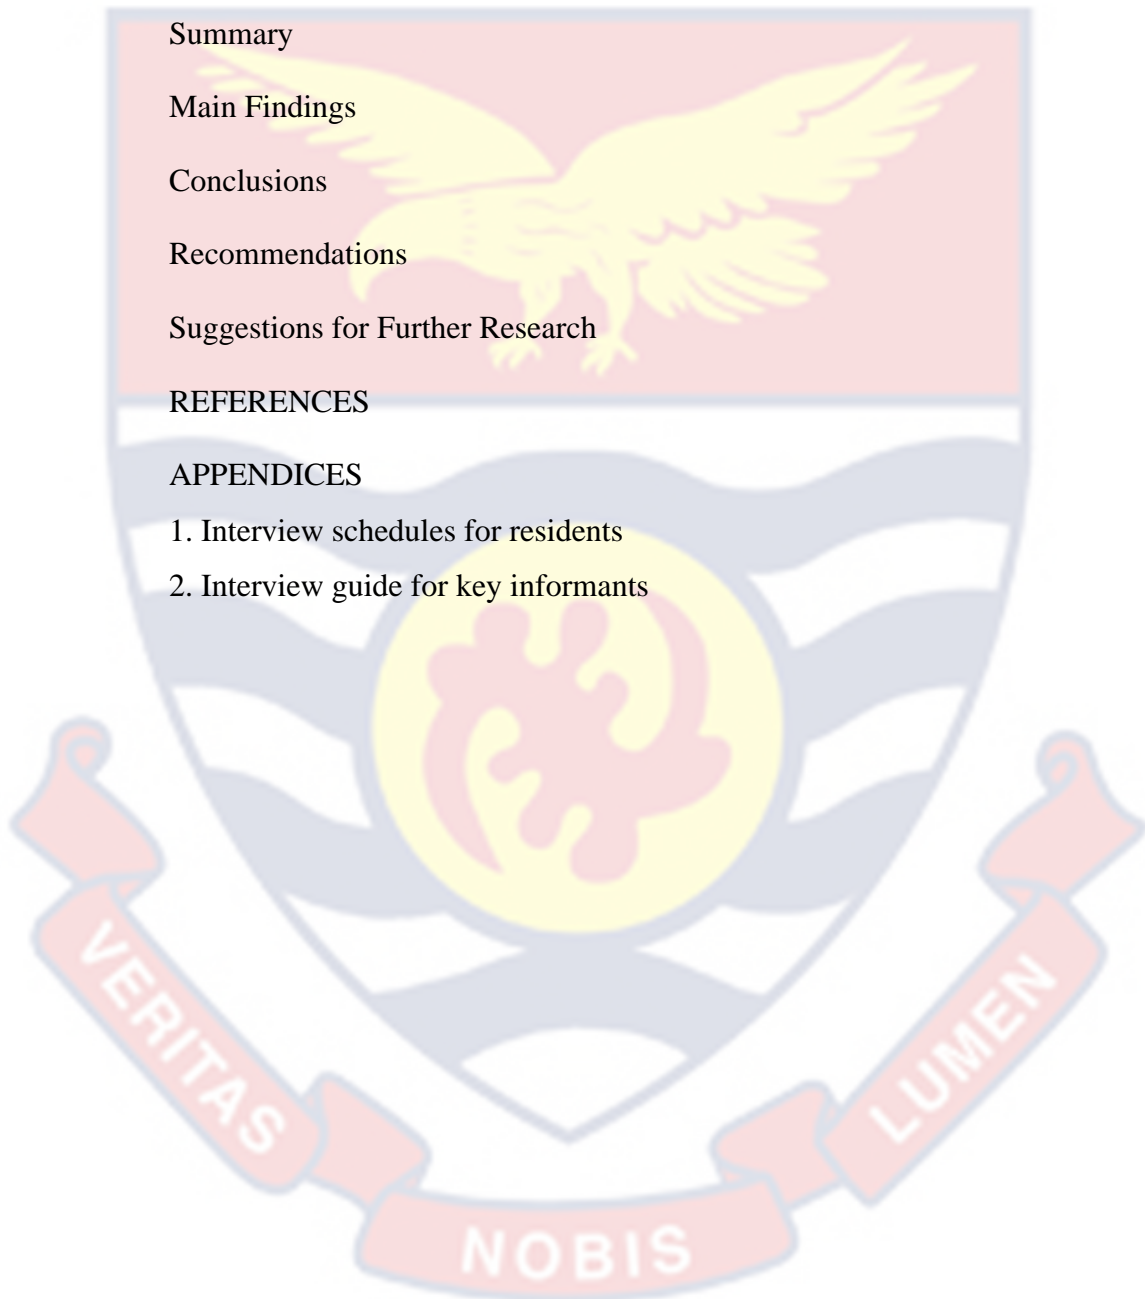 Summary
Main Findings
Conclusions
Recommendations
Suggestions for Further Research
REFERENCES
APPENDICES
1. Interview schedules for residents
2. Interview guide for key informants
VERITAS
NOBIS
LUMEN